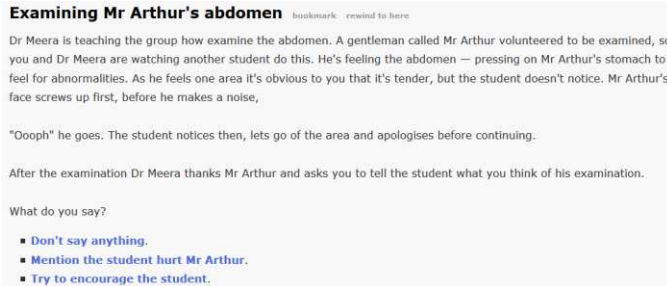 Examining Mr Arthur's abdomen bookmark rewind to here
Dr Meera is teaching the group how examine the abdomen. A gentleman called Mr Arthur volunteered to be examined, so
you and Dr Meera are watching another student do this. He's feeling the abdomen — pressing on Mr Arthur's stomach to
feel for abnormalities. As he feels one area it's obvious to you that it's tender, but the student doesn't notice. Mr Arthur's
face screws up first, before he makes a noise,
"Oooph" he goes. The student notices then, lets go of the area and apologises before continuing.
After the examination Dr Meera thanks Mr Arthur and asks you to tell the student what you think of his examination.
What do you say?
▪ Don't say anything.
▪ Mention the student hurt Mr Arthur.
▪ Try to encourage the student.